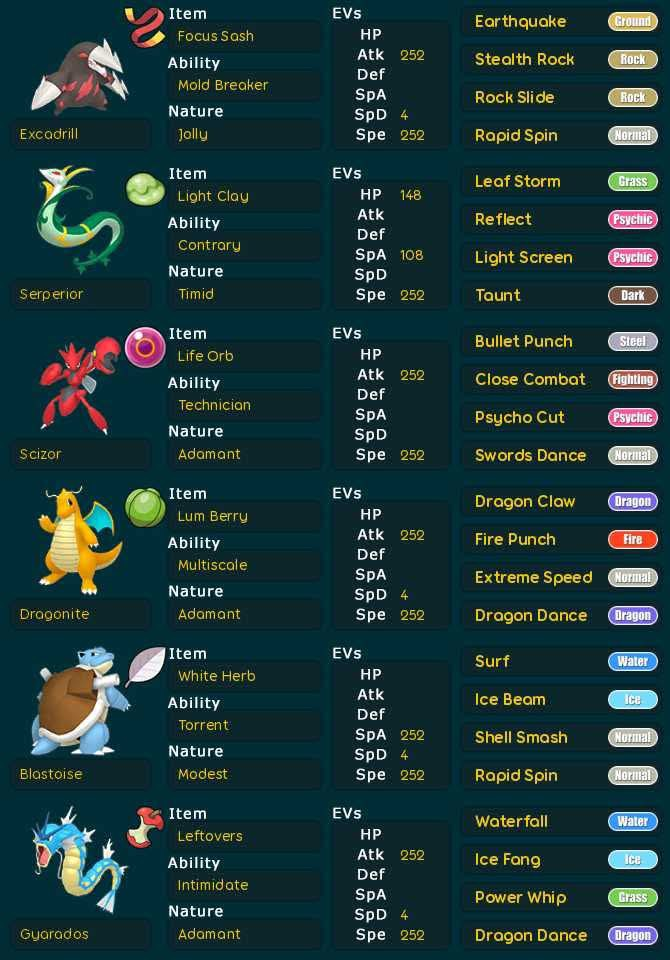 Item
Focus Sash
Ability
Mold Breaker
Nature
Jolly
Excadrill
EVs
HP
Atk 252
Def
SpA
SpD 4
Spe 252
Earthquake Ground
Stealth Rock Rock
Rock Slide Rock
Rapid Spin Normal
Item
Light Clay
Ability
Contrary
Nature
Timid
Serperior
EVs
HP 148
Atk
Def
SpA 108
SpD
Spe 252
Leaf Storm Grass
Reflect Psychic
Light Screen Psychic
Taunt Dark
Item
Life Orb
Ability
Technician
Nature
Adamant
Scizor
EVs
HP
Atk 252
Def
SpA
SpD
Spe 252
Bullet Punch Steel
Close Combat Fighting
Psycho Cut Psychic
Swords Dance Normal
Item
Lum Berry
Ability
Multiscale
Nature
Adamant
Dragonite
EVs
HP
Atk 252
Def
SpA
SpD 4
Spe 252
Dragon Claw Dragon
Fire Punch Fire
Extreme Speed Normal
Dragon Dance Dragon
Item
White Herb
Ability
Torrent
Nature
Modest
Blastoise
EVs
HP
Atk
Def
SpA 252
SpD 4
Spe 252
Surf Water
Ice Beam Ice
Shell Smash Normal
Rapid Spin Normal
Item
Leftovers
Ability
Intimidate
Nature
Adamant
Gyarados
EVs
HP
Atk 252
Def
SpA
SpD 4
Spe 252
Waterfall Water
Ice Fang Ice
Power Whip Grass
Dragon Dance Dragon